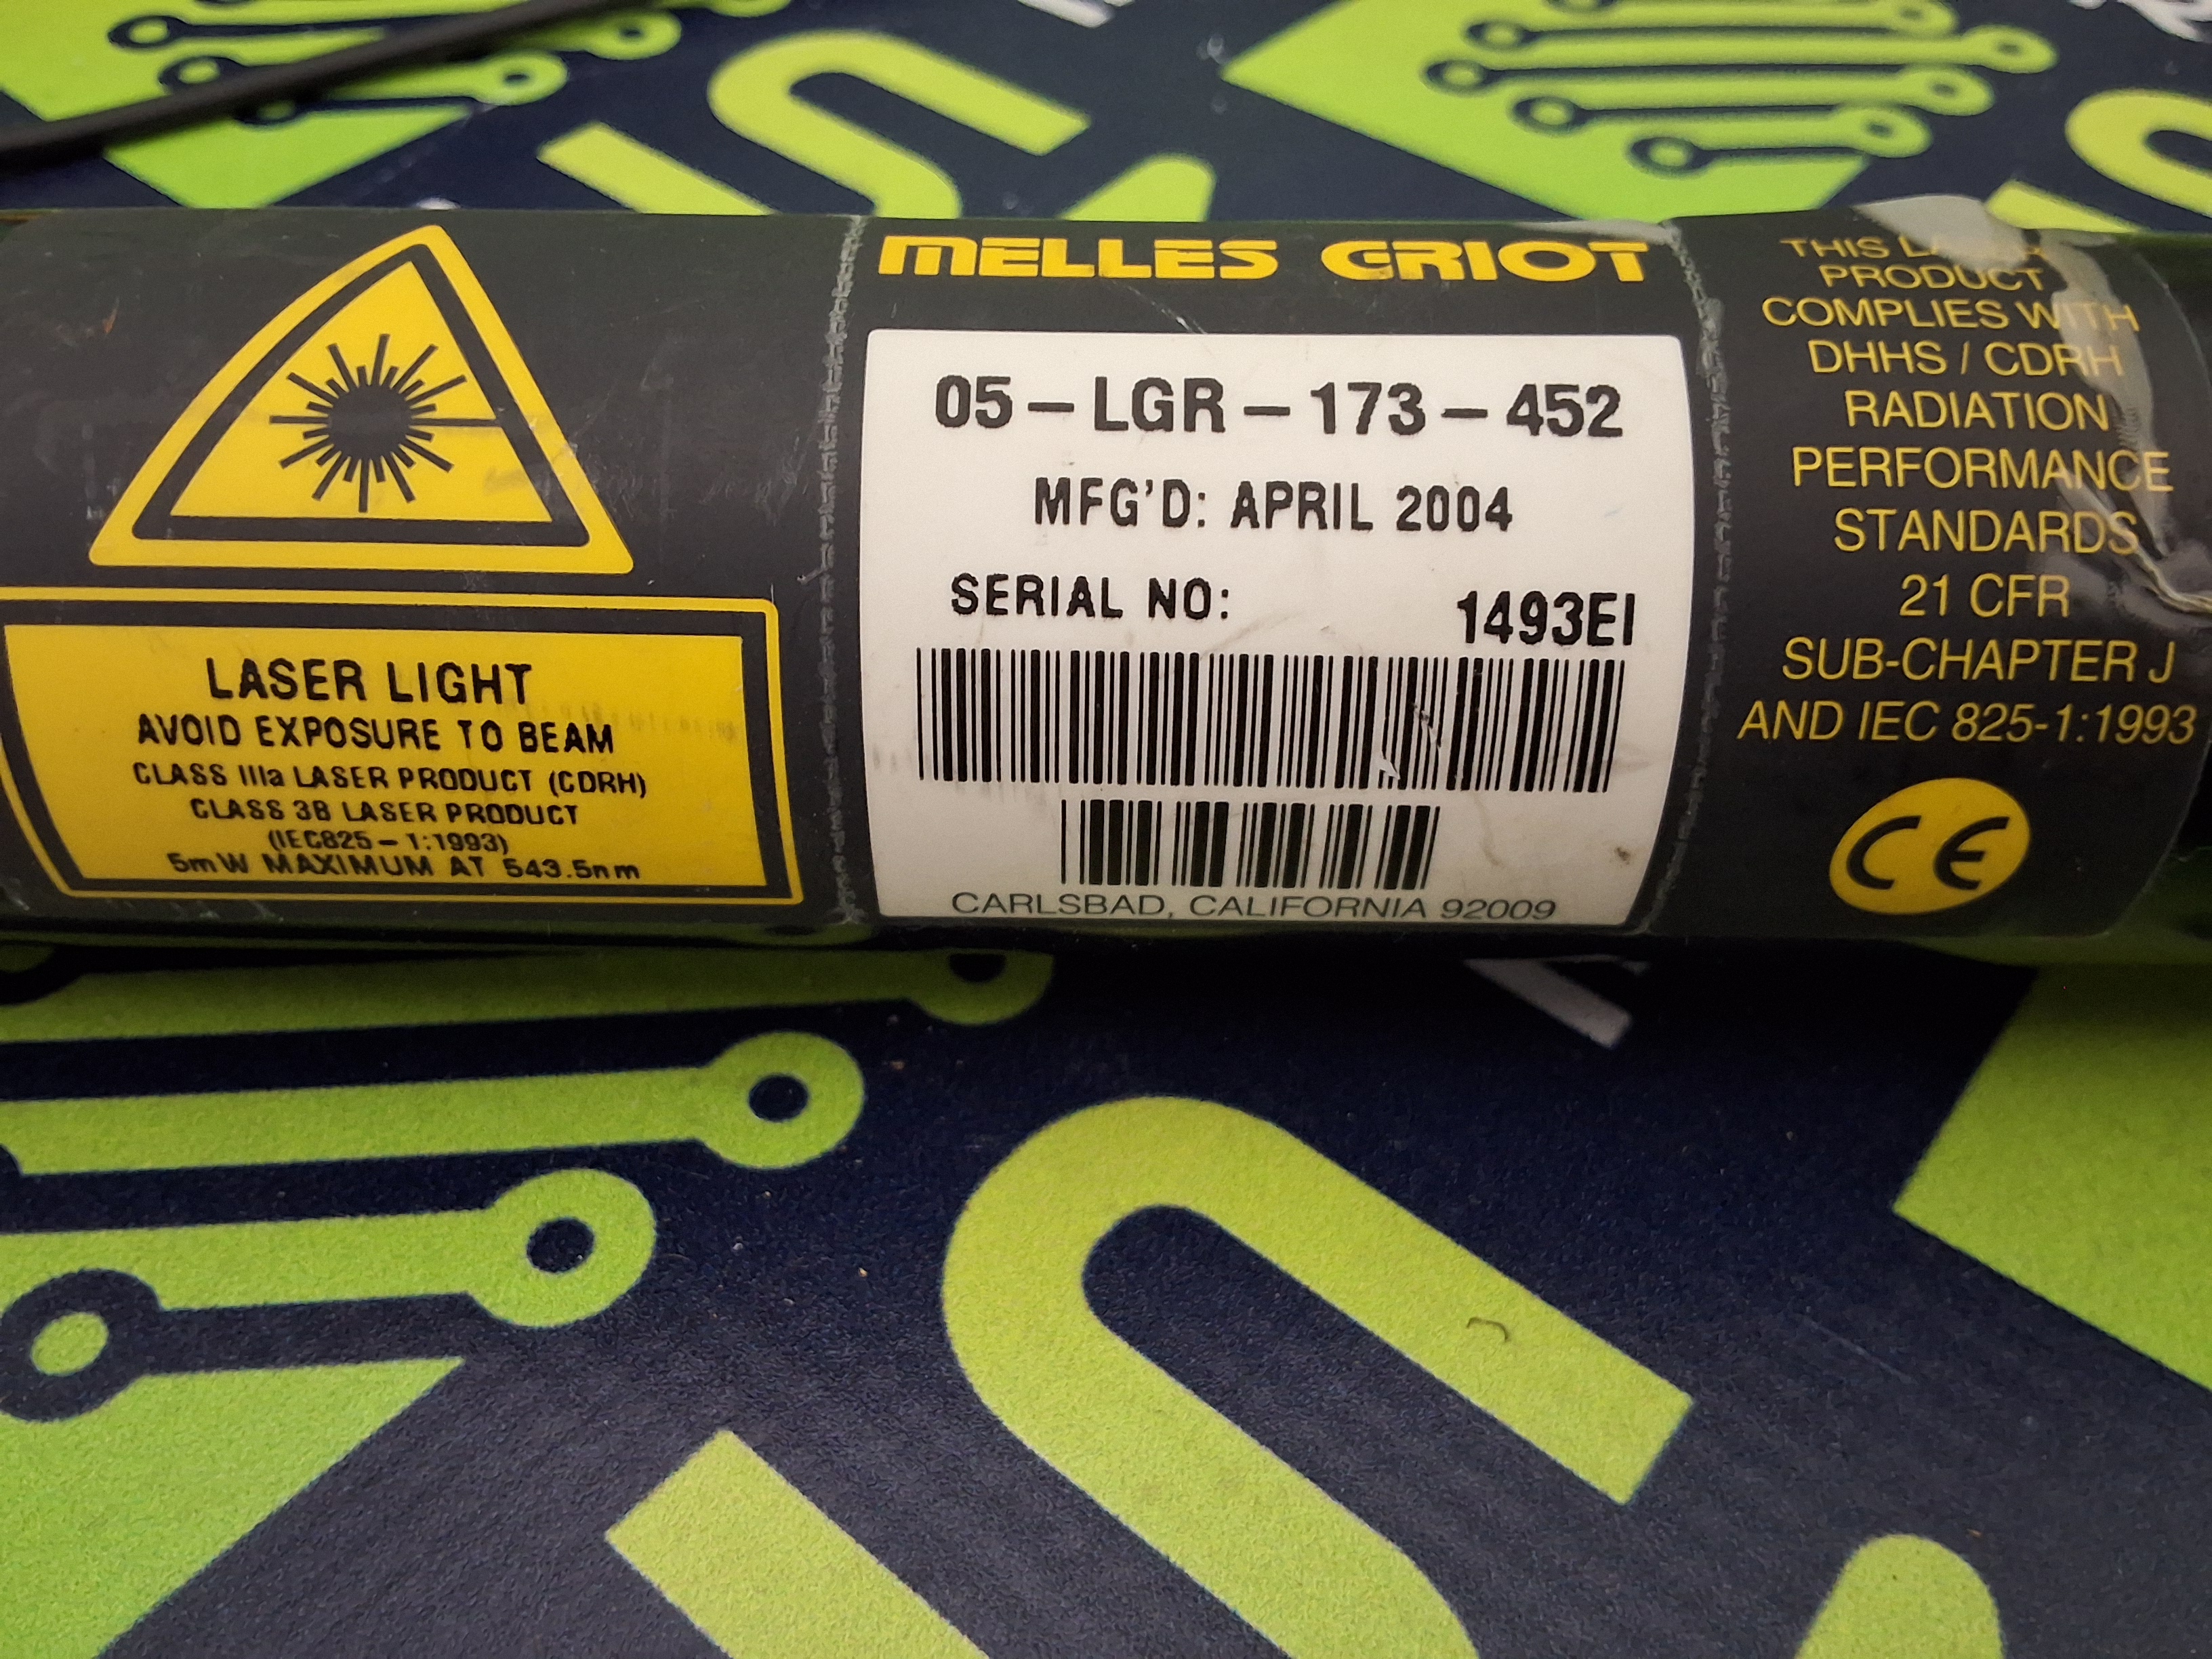 LASER LIGHT
AVOID EXPOSURE TO BEAM
CLASS IIIa LASER PRODUCT (CDRH)
CLASS 3B LASER PRODUCT
(IEC825-1:1993)
5mW MAXIMUM AT 543.5nm
MELLES GRIOT
05-LGR-173-452
MFG'D: APRIL 2004
SERIAL NO: 1493EI
CARLSBAD, CALIFORNIA 92009
THIS LASER
PRODUCT
COMPLIES WITH
DHHS / CDRH
RADIATION
PERFORMANCE
STANDARDS
21 CFR
SUB-CHAPTER J
AND IEC 825-1:1993
CE